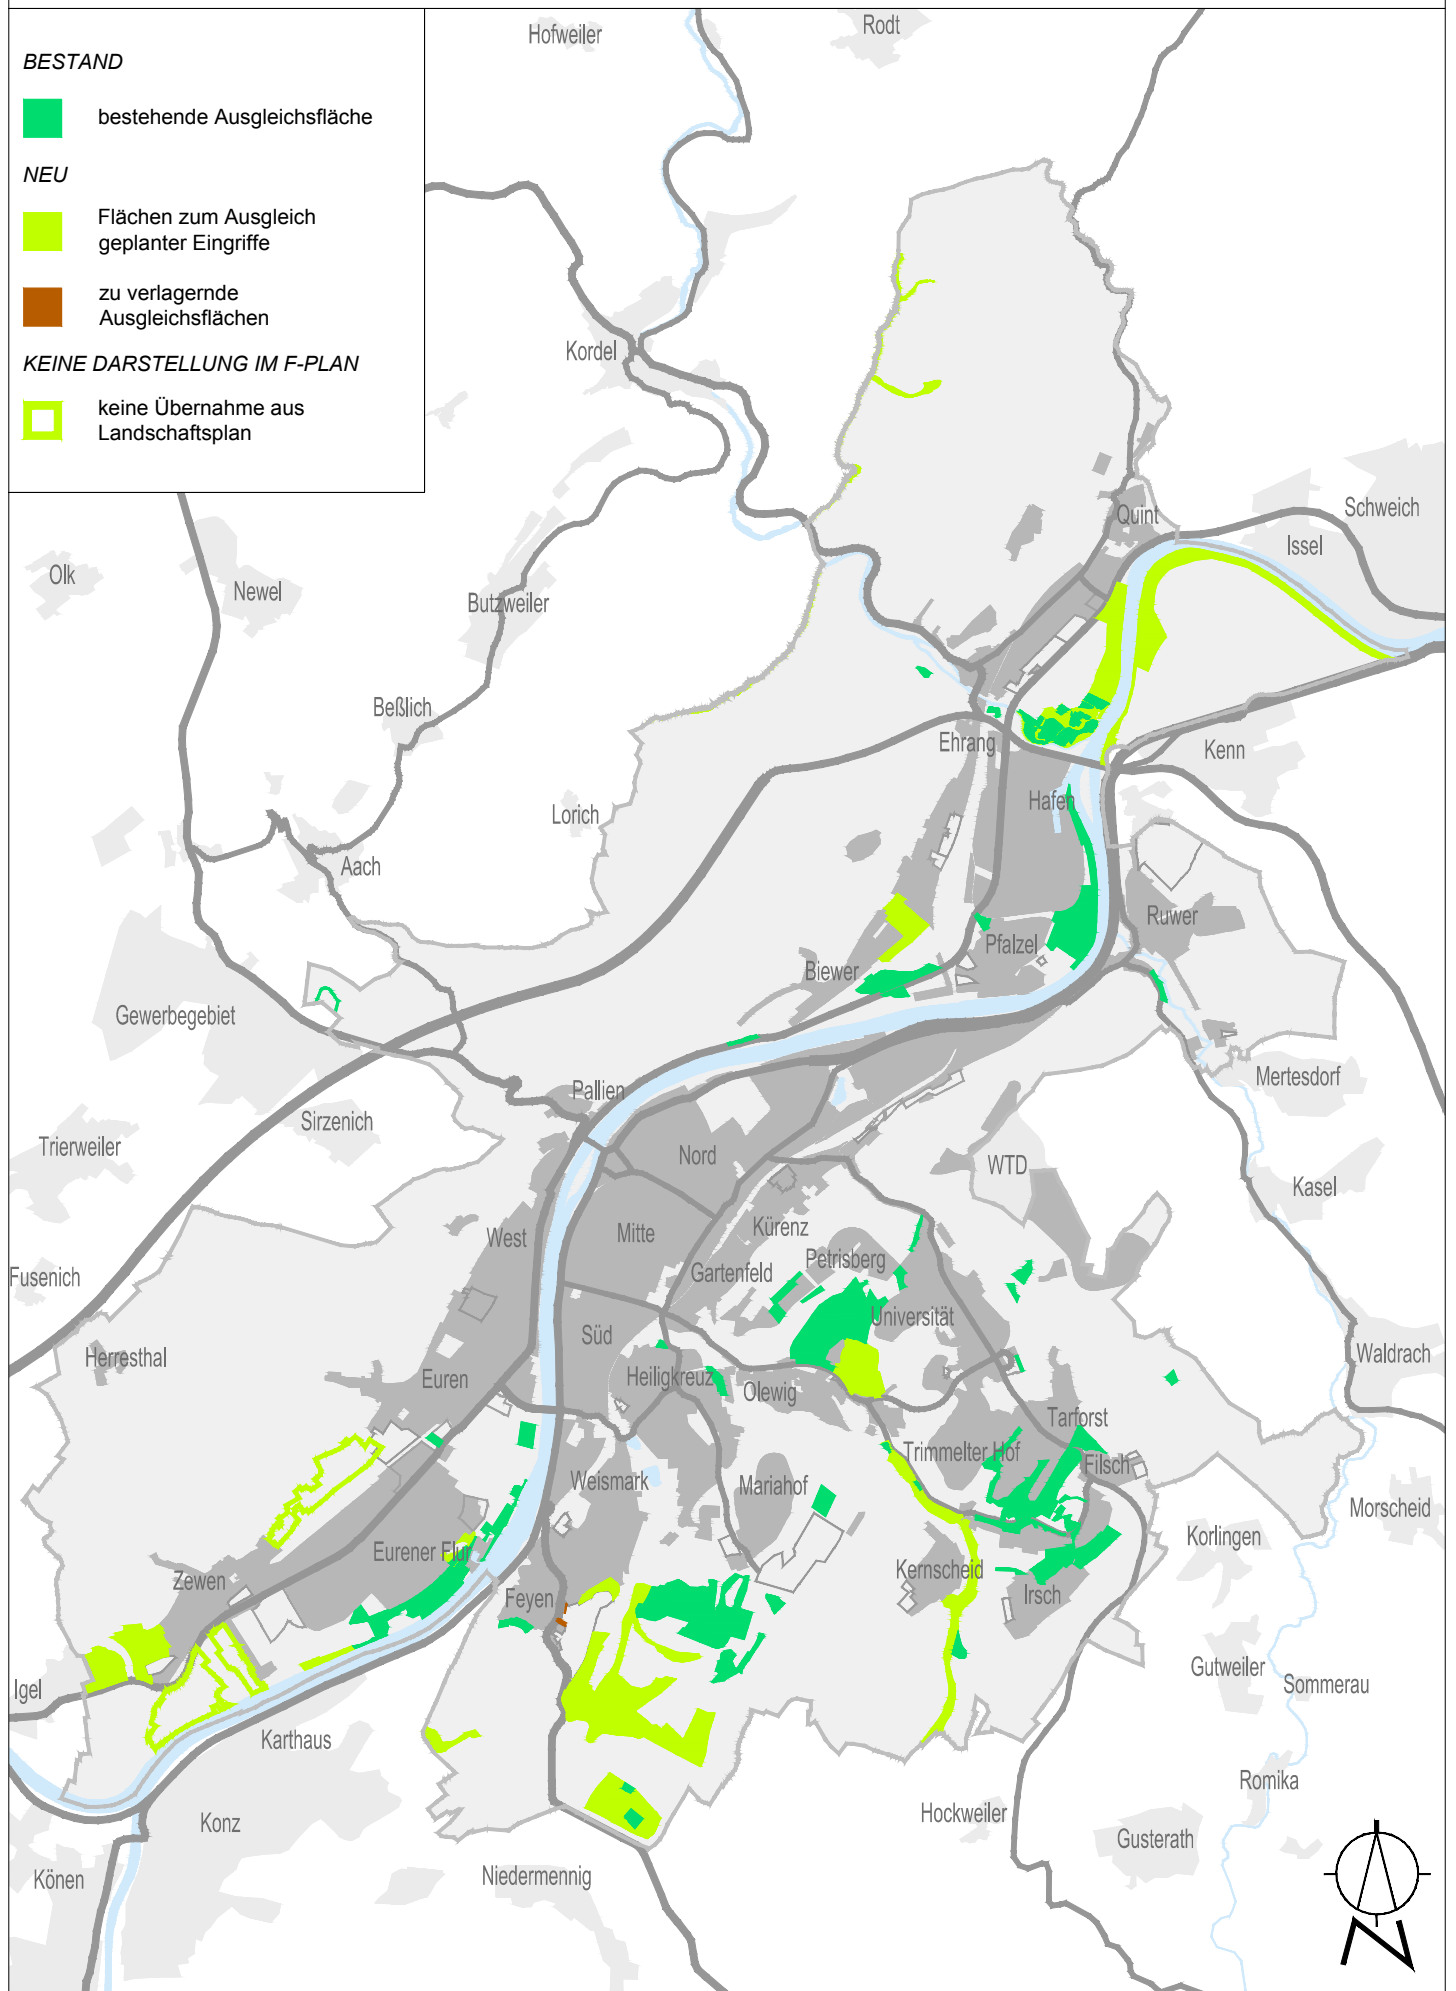 BESTAND
bestehende Ausgleichsfläche
NEU
Flächen zum Ausgleich
geplanter Eingriffe
zu verlagernde
Ausgleichsflächen
KEINE DARSTELLUNG IM F-PLAN
keine Übernahme aus
Landschaftsplan
Hofweiler
Rodt
Kordel
Schweich
Quint
Issel
Olk
Newel
Butzweiler
Beßlich
Ehrang
Kenn
Lorich
Hafen
Aach
Ruwer
Pfalzel
Biewer
Gewerbegebiet
Mertesdorf
Pallien
Sirzenich
Trierweiler
Nord
WTD
Kasel
West
Mitte
Kürenz
Petrisberg
Fusenich
Gartenfeld
Universität
Süd
Herresthal
Waldrach
Euren
Heiligkreuz
Olewig
Tarforst
Trimmelter Hof
Filsch
Weismark
Mariahof
Morscheid
Korlingen
Eurener Flur
Zewen
Kernscheid
Feyen
Irsch
Igel
Gutweiler
Sommerau
Karthaus
Romika
Konz
Hockweiler
Gusterath
Könen
Niedermennig
N